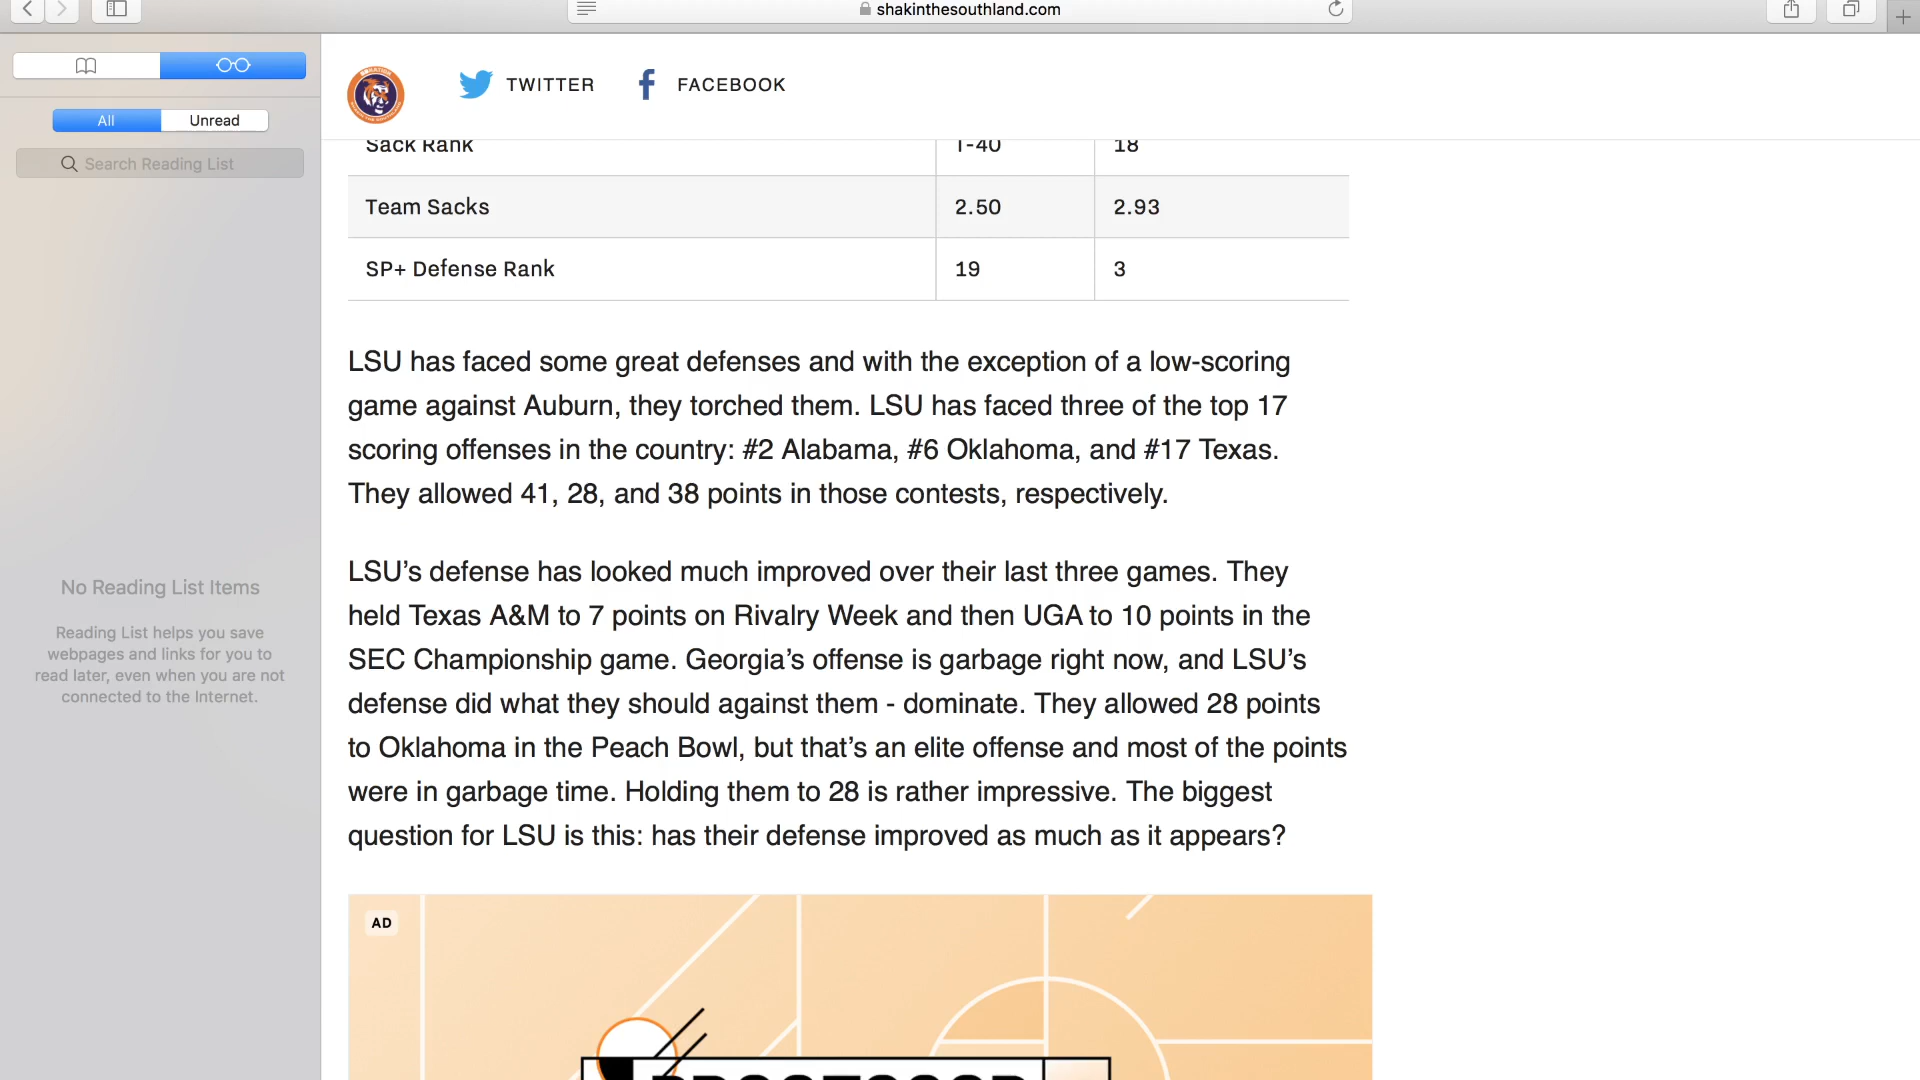 shakinthesouthland.com
All
Unread
Search Reading List
No Reading List Items
Reading List helps you save
webpages and links for you to
read later, even when you are not
connected to the Internet.
TWITTER
FACEBOOK
Sack Rank T-40 18
Team Sacks 2.50 2.93
SP+ Defense Rank 19 3
LSU has faced some great defenses and with the exception of a low-scoring
game against Auburn, they torched them. LSU has faced three of the top 17
scoring offenses in the country: #2 Alabama, #6 Oklahoma, and #17 Texas.
They allowed 41, 28, and 38 points in those contests, respectively.
LSU’s defense has looked much improved over their last three games. They
held Texas A&M to 7 points on Rivalry Week and then UGA to 10 points in the
SEC Championship game. Georgia’s offense is garbage right now, and LSU’s
defense did what they should against them - dominate. They allowed 28 points
to Oklahoma in the Peach Bowl, but that’s an elite offense and most of the points
were in garbage time. Holding them to 28 is rather impressive. The biggest
question for LSU is this: has their defense improved as much as it appears?
AD